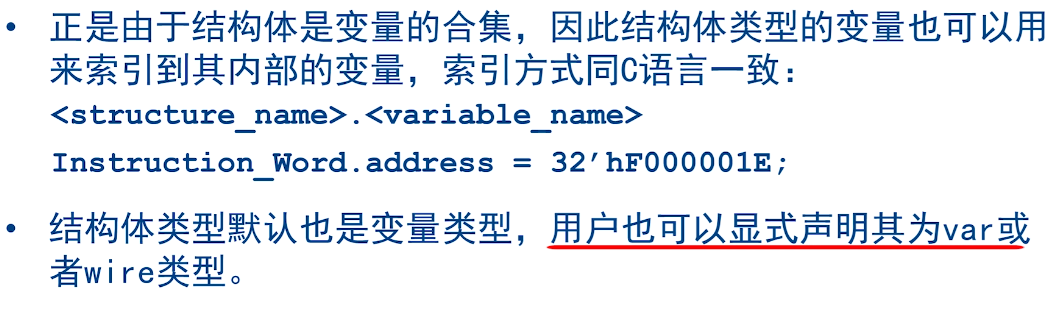 • 正是由于结构体是变量的合集，因此结构体类型的变量也可以用
来索引到其内部的变量，索引方式同C语言一致：
<structure_name>.<variable_name>
Instruction_Word.address = 32’hF000001E;
• 结构体类型默认也是变量类型，用户也可以显式声明其为var或
者wire类型。